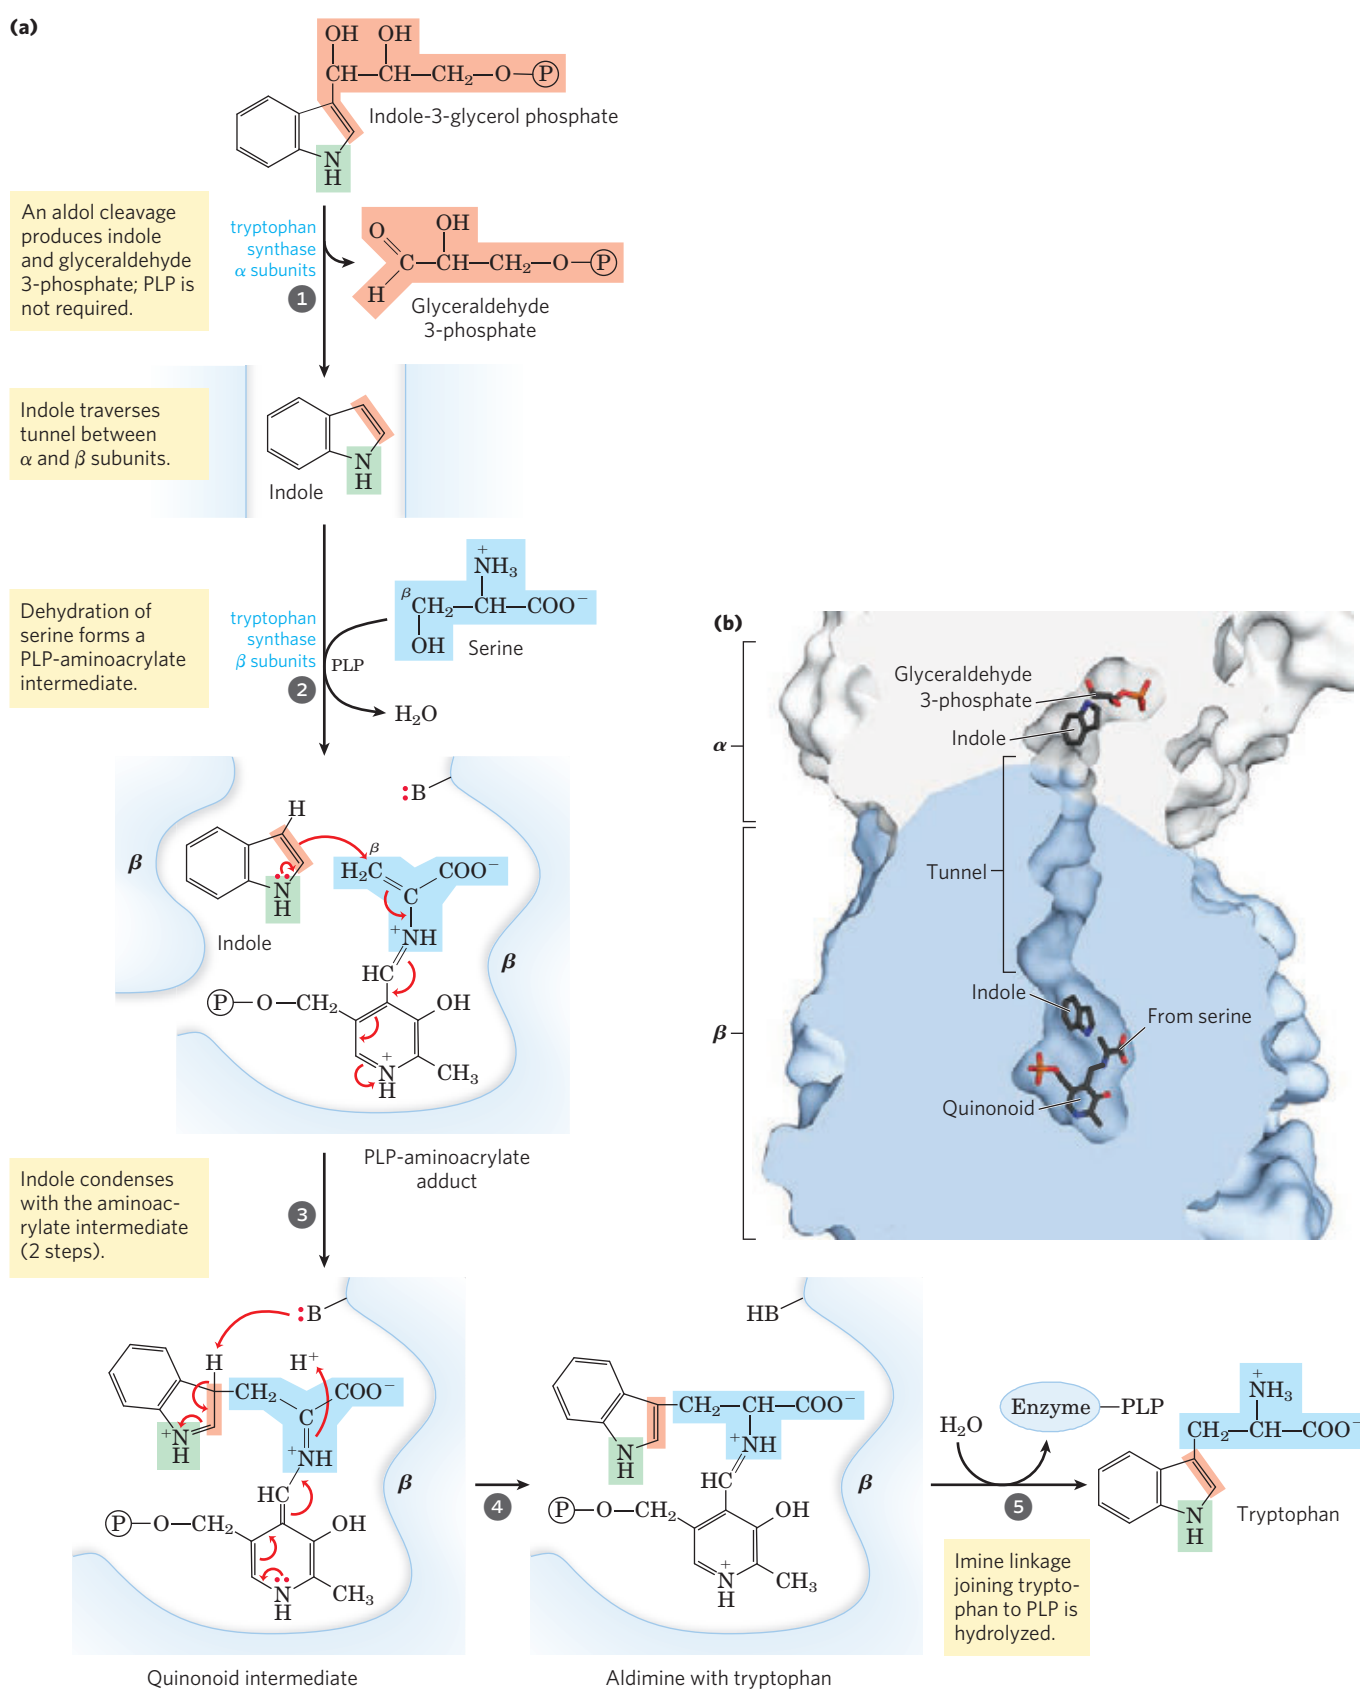 (a)
OH OH
CH—CH—CH₂—O—P
Indole-3-glycerol phosphate
N
H
An aldol cleavage
produces indole
and glyceraldehyde
3-phosphate; PLP is
not required.
tryptophan
synthase
α subunits
1
O OH
C—CH—CH₂—O—P
H
Glyceraldehyde
3-phosphate
Indole traverses
tunnel between
α and β subunits.
N
H
Indole
Dehydration of
serine forms a
PLP-aminoacrylate
intermediate.
tryptophan
synthase
β subunits
2
PLP
+
NH₃
β
CH₂—CH—COO⁻
OH
Serine
H₂O
:B
H
β
N
H
Indole
β
H₂C
C
COO⁻
⁺NH
β
HC
P—O—CH₂
OH
+
N
H
CH₃
PLP-aminoacrylate
adduct
Indole condenses
with the aminoac-
rylate intermediate
(2 steps).
3
:B
H
H⁺
CH₂
C
COO⁻
+N
H
⁺NH
β
HC
P—O—CH₂
OH
N
H
CH₃
Quinonoid intermediate
4
HB
CH₂—CH—COO⁻
N
H
⁺NH
β
HC
P—O—CH₂
OH
+
N
H
CH₃
Aldimine with tryptophan
H₂O
Enzyme—PLP
5
Imine linkage
joining trypto-
phan to PLP is
hydrolyzed.
+
NH₃
CH₂—CH—COO⁻
N
H
Tryptophan
(b)
α
β
Glyceraldehyde
3-phosphate
Indole
Tunnel
Indole
From serine
Quinonoid